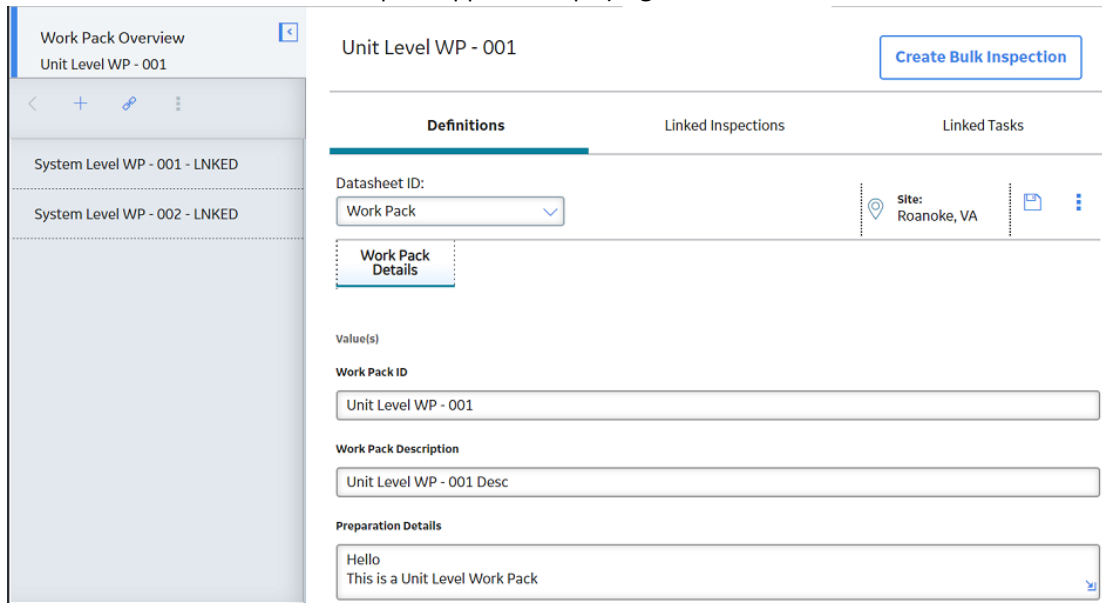 Work Pack Overview
Unit Level WP - 001
System Level WP - 001 - LNKED
System Level WP - 002 - LNKED
Unit Level WP - 001
Create Bulk Inspection
Definitions
Linked Inspections
Linked Tasks
Datasheet ID:
Work Pack
Site:
Roanoke, VA
Work Pack
Details
Value(s)
Work Pack ID
Unit Level WP - 001
Work Pack Description
Unit Level WP - 001 Desc
Preparation Details
Hello
This is a Unit Level Work Pack